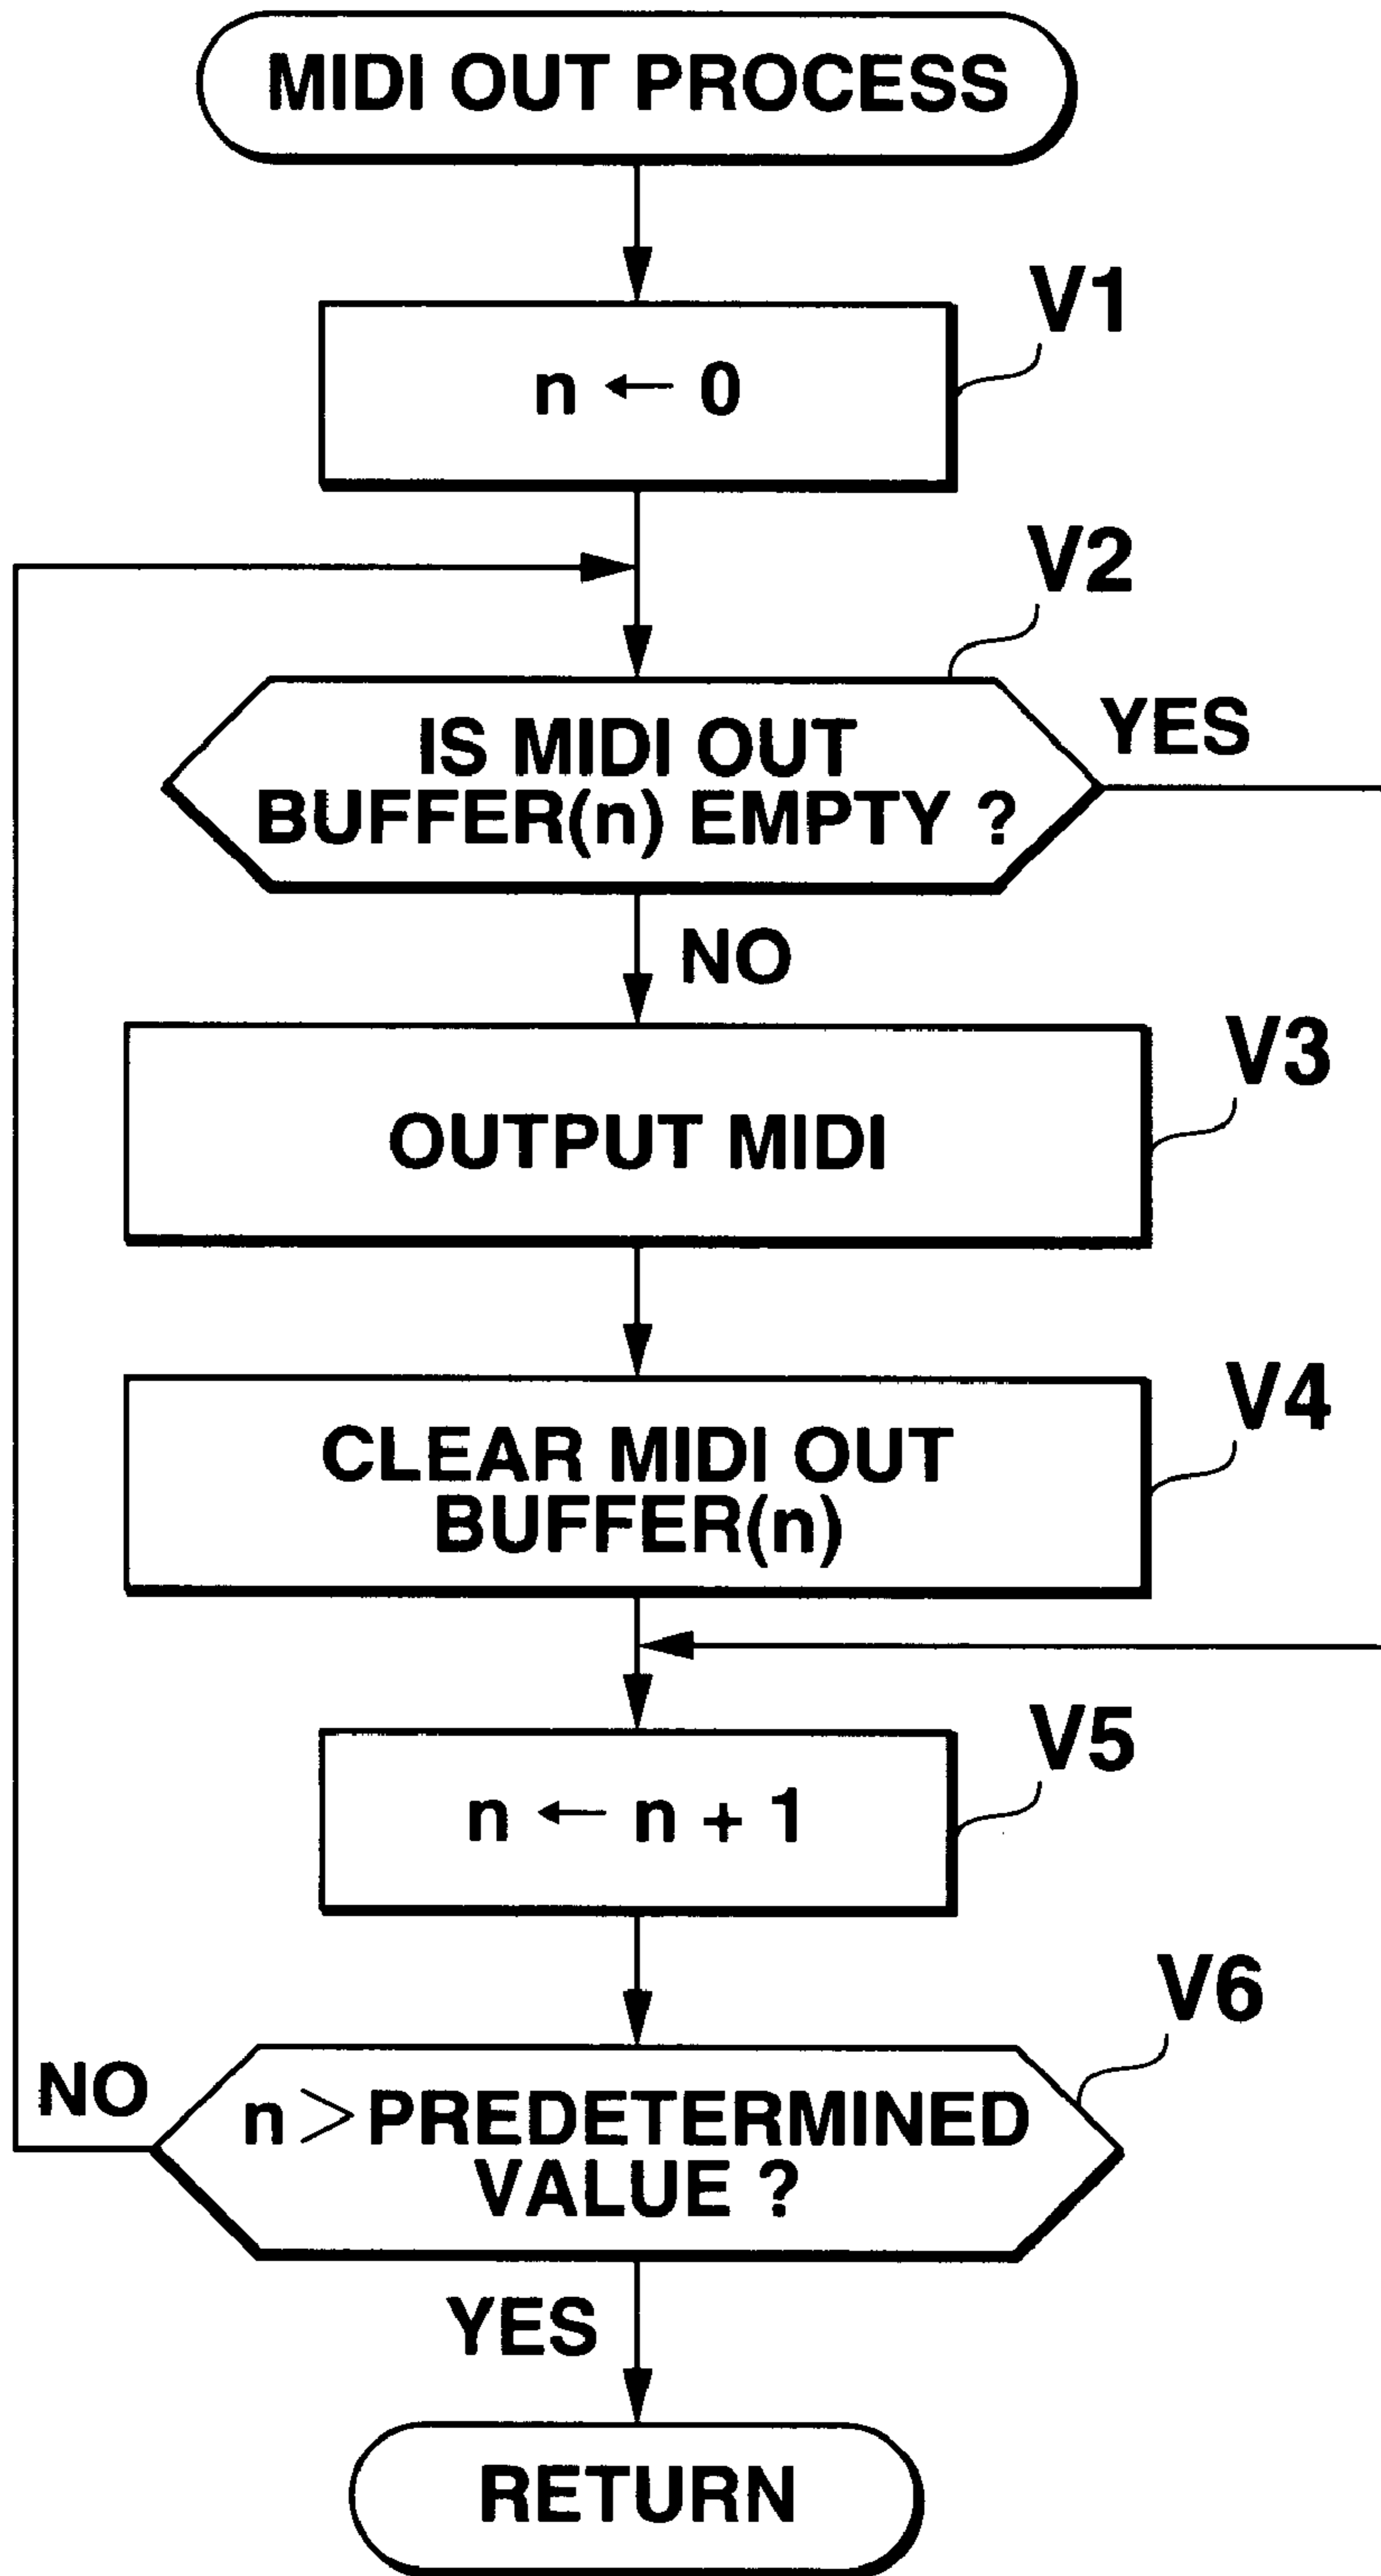 MIDI OUT PROCESS
V1
n ← 0
V2
IS MIDI OUT
BUFFER(n) EMPTY ?
YES
NO
V3
OUTPUT MIDI
V4
CLEAR MIDI OUT
BUFFER(n)
V5
n ← n + 1
V6
NO
n > PREDETERMINED
VALUE ?
YES
RETURN